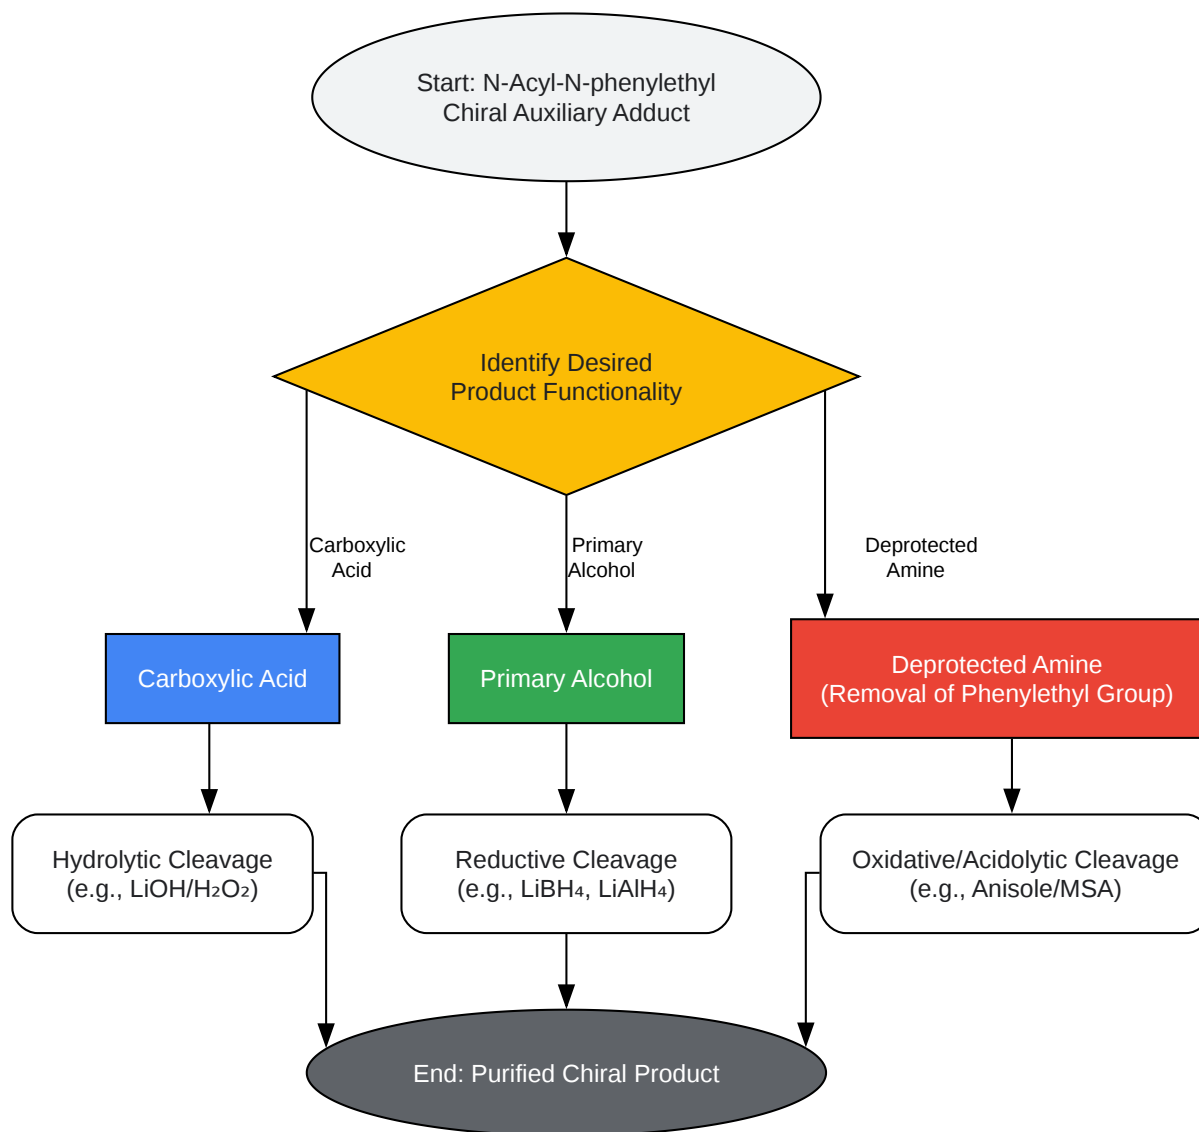 Start: N-Acyl-N-phenylethyl
Chiral Auxiliary Adduct
Identify Desired
Product Functionality
Carboxylic
Acid
Primary
Alcohol
Deprotected
Amine
Carboxylic Acid
Primary Alcohol
Deprotected Amine
(Removal of Phenylethyl Group)
Hydrolytic Cleavage
(e.g., LiOH/H₂O₂)
Reductive Cleavage
(e.g., LiBH₄, LiAlH₄)
Oxidative/Acidolytic Cleavage
(e.g., Anisole/MSA)
End: Purified Chiral Product